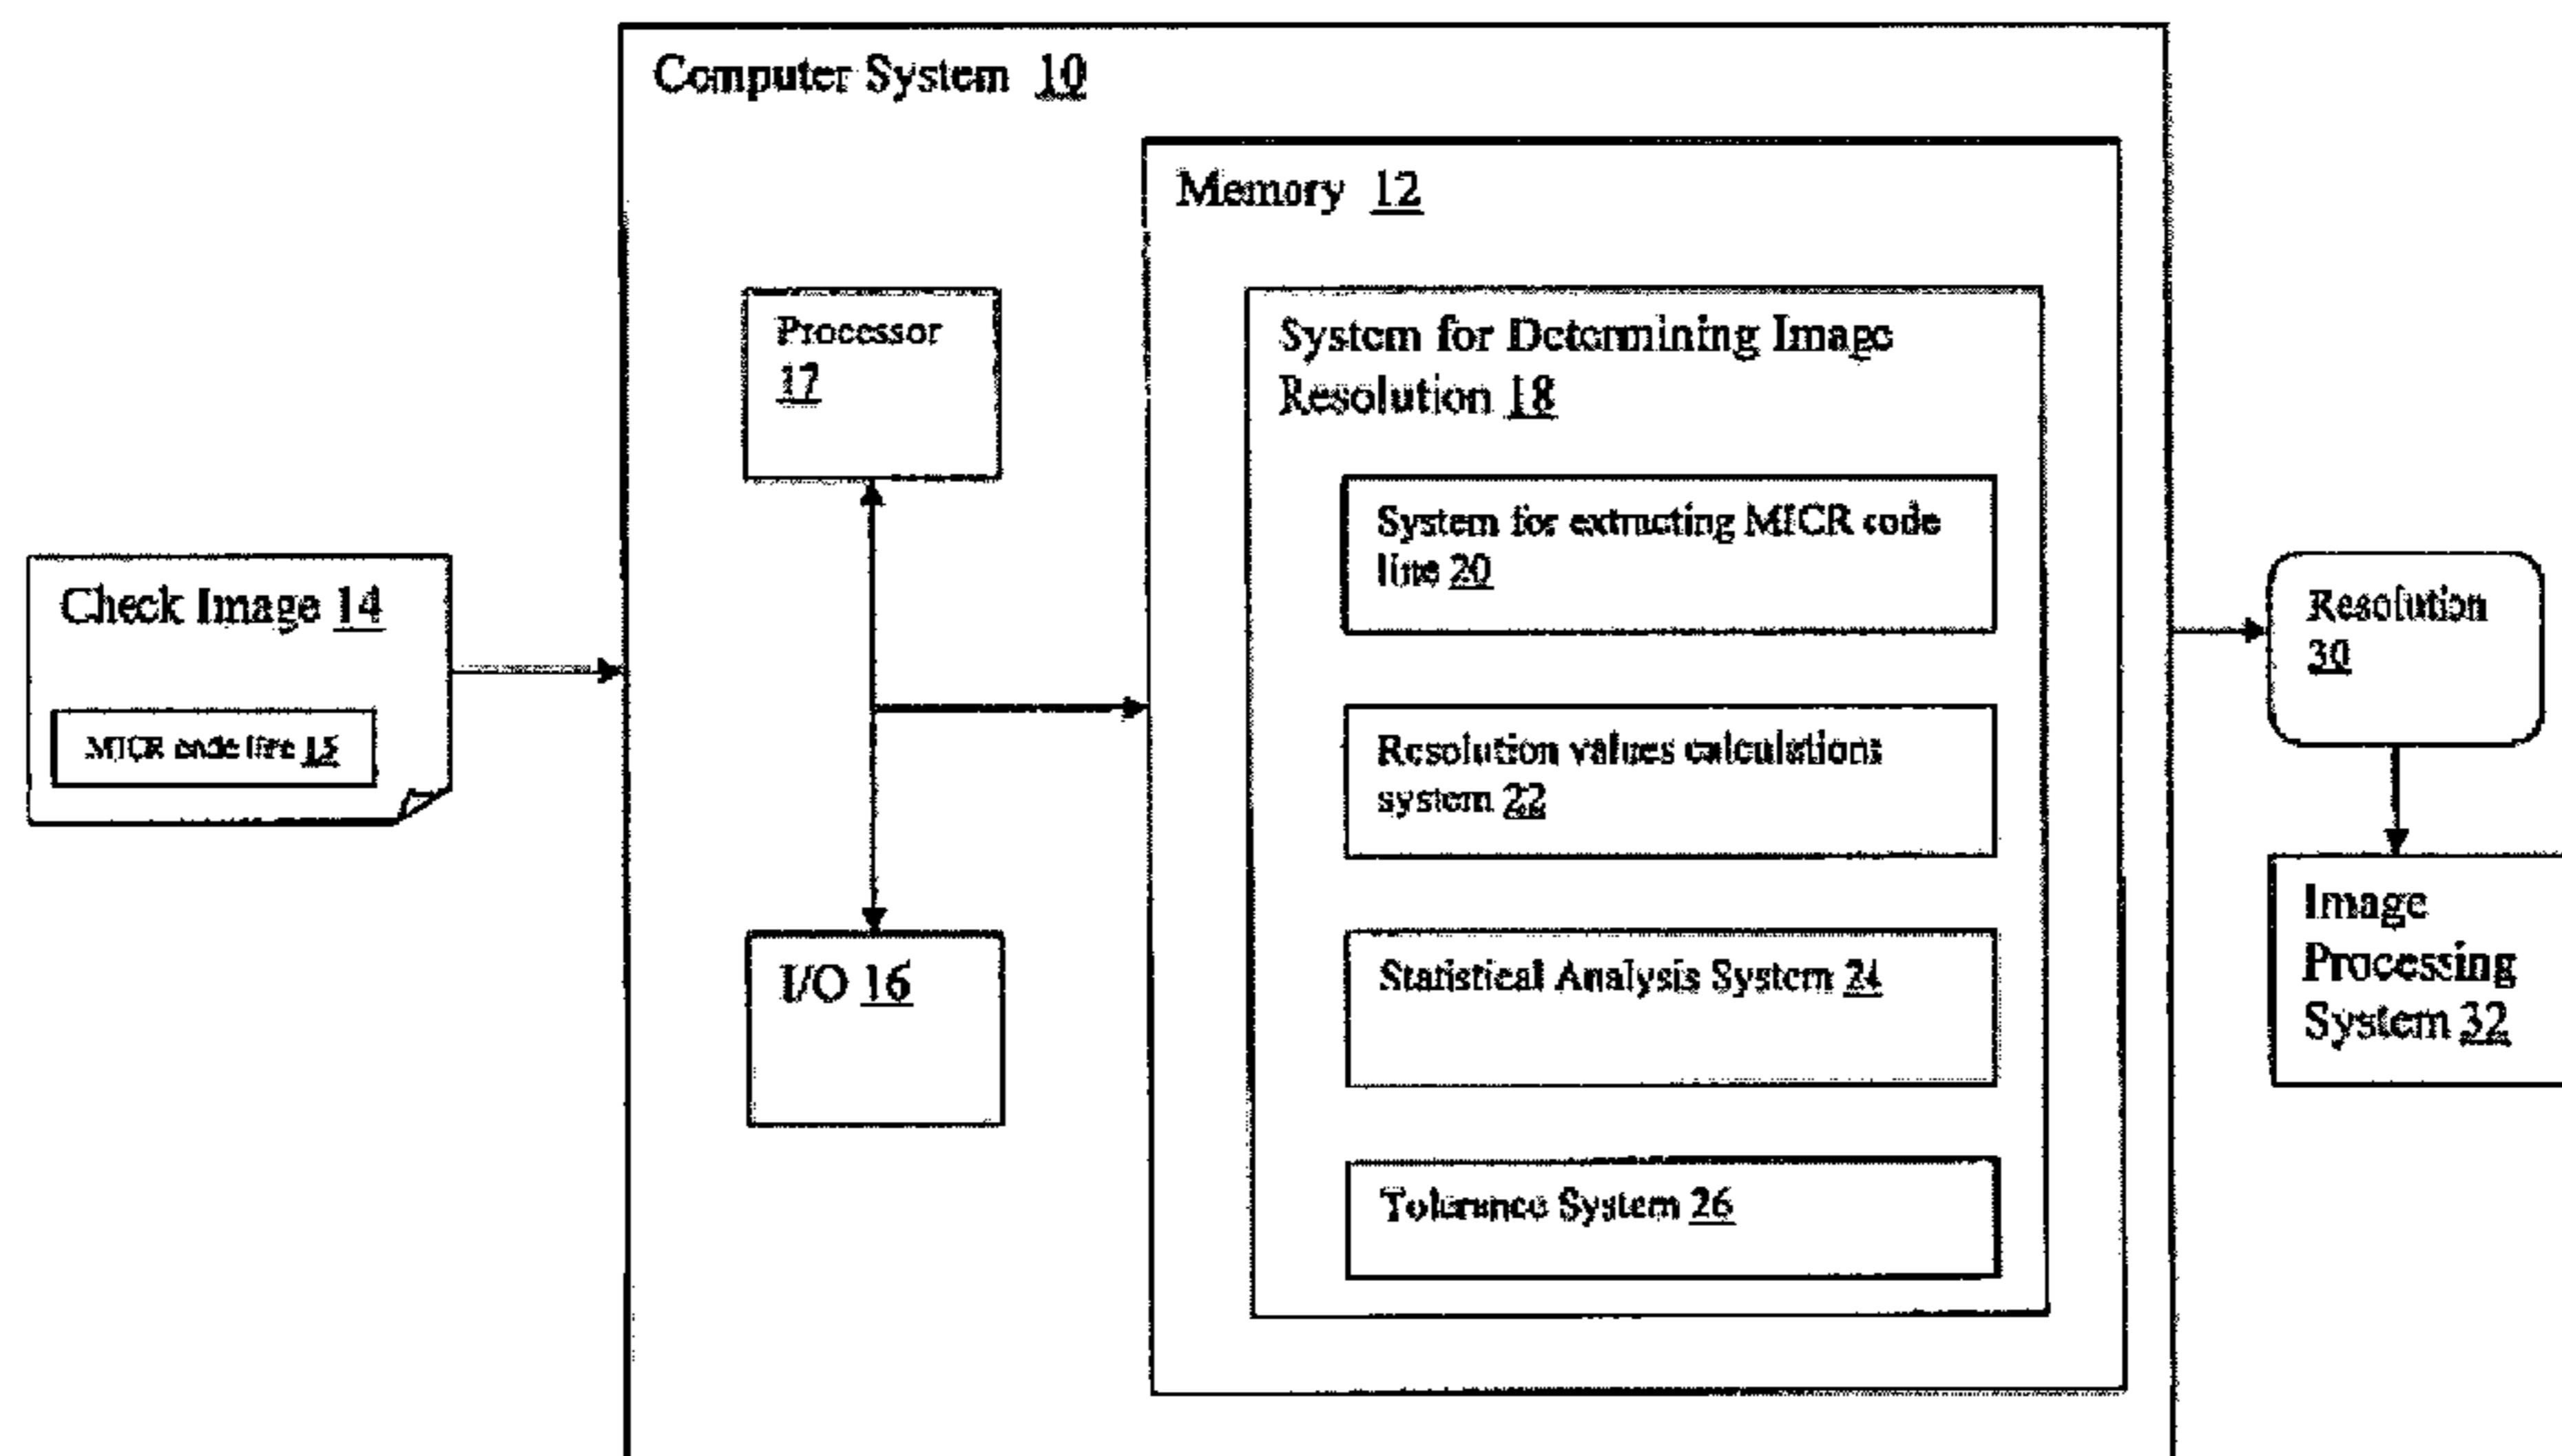 Computer System 10
Memory 12
Processor
17
System for Determining Image
Resolution 18
System for extracting MICR code
line 20
Check Image 14
MICR code line 15
Resolution
30
Resolution values calculations
system 22
Image
Processing
System 32
I/O 16
Statistical Analysis System 24
Tolerance System 26